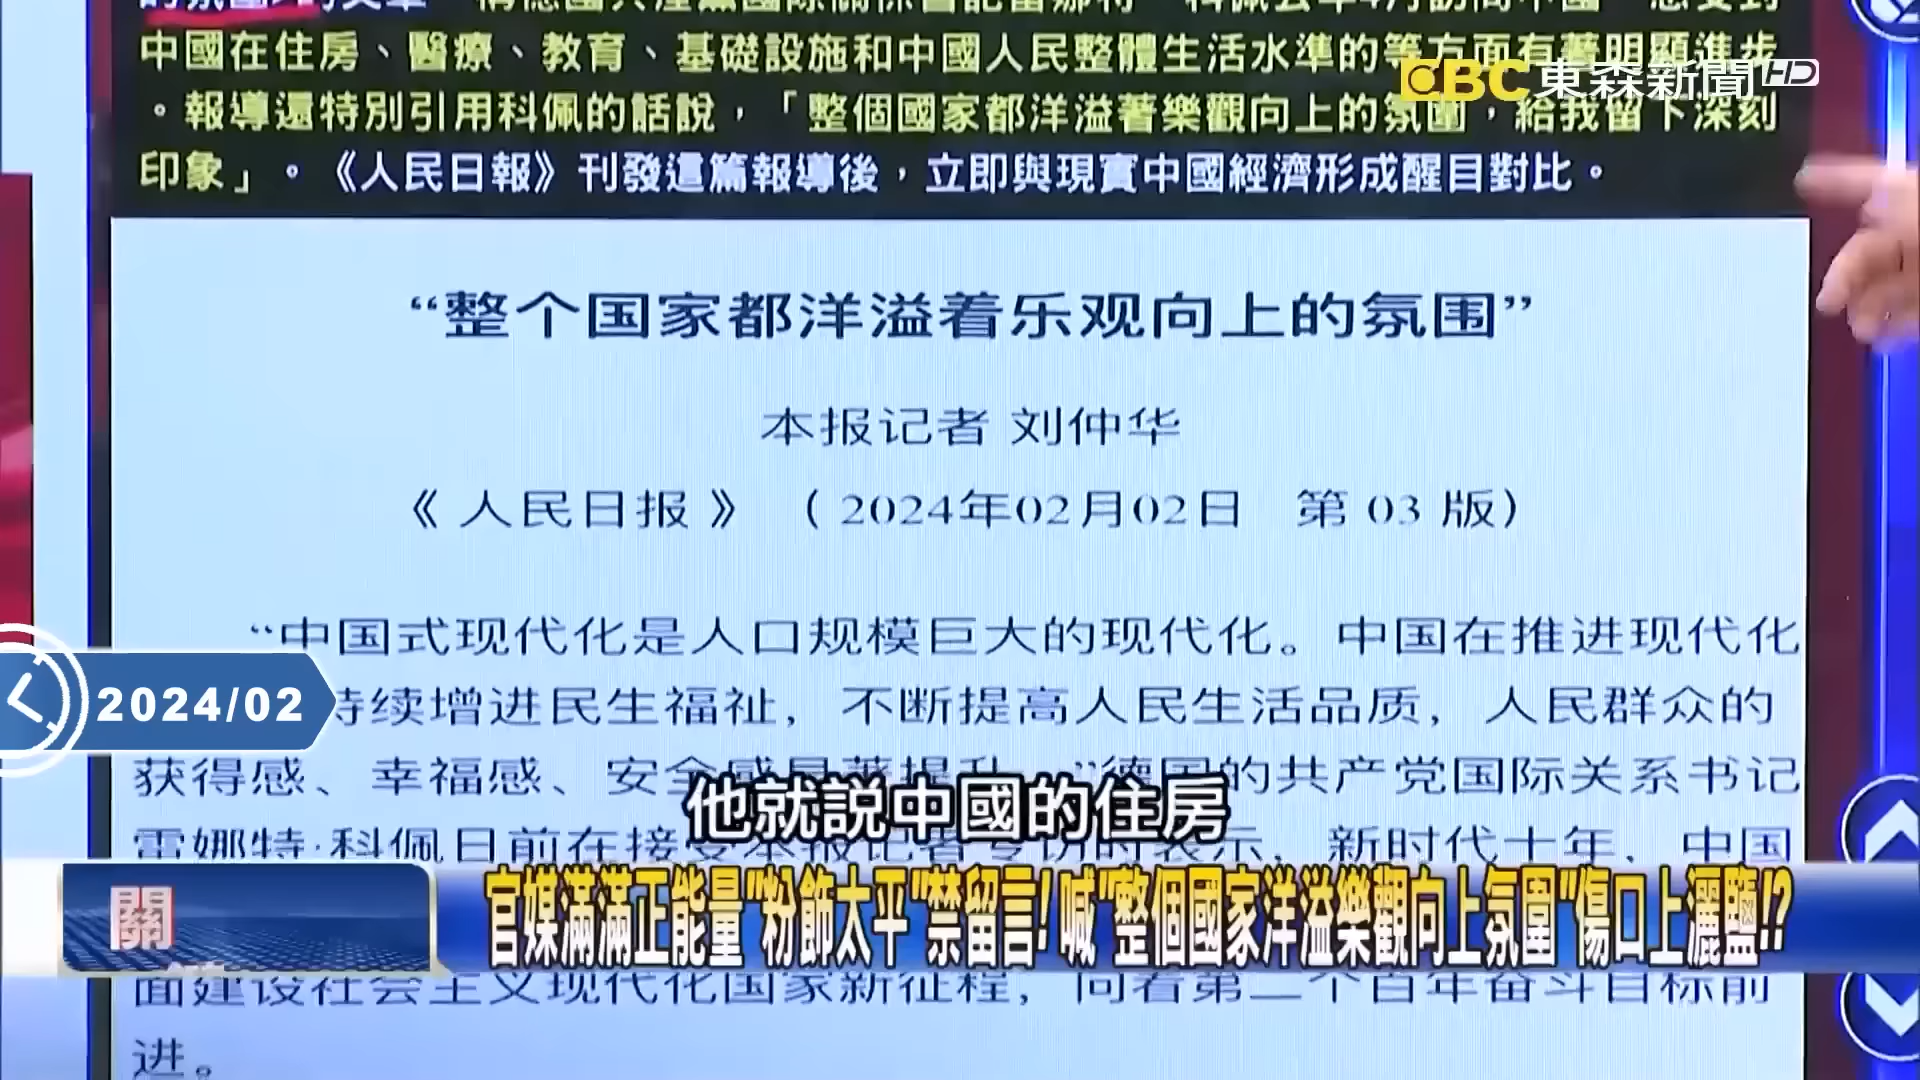 中國在住房、醫療、教育、基礎設施和中國人民整體生活水準的等方面有著明顯進步
。報導還特別引用科佩的話說，「整個國家都洋溢著樂觀向上的氛圍，給我留下深刻
印象」。《人民日報》刊發這篇報導後，立即與現實中國經濟形成醒目對比。
EBC 東森新聞 HD
“整个国家都洋溢着乐观向上的氛围”
本报记者 刘仲华
《 人民日报 》 （ 2024年02月02日 第 03 版）
“中国式现代化是人口规模巨大的现代化。中国在推进现代化
持续增进民生福祉，不断提高人民生活品质，人民群众的
2024/02
获得感、幸福感、安全感显著提升。”德国的共产党国际关系书记
雷娜特·科佩日前在接受本报记者专访时表示，新时代十年，中国
他就説中國的住房
關
官媒滿滿正能量"粉飾太平"禁留言!喊"整個國家洋溢樂觀向上氛圍"傷口上灑鹽!?
面建设社会主义现代化国家新征程，向着第二个百年奋斗目标前
进。